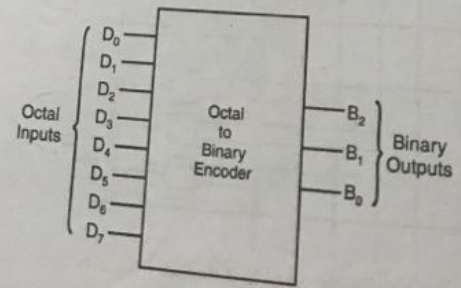 Octal
Inputs
D₀
D₁
D₂
D₃
D₄
D₅
D₆
D₇
Octal
to
Binary
Encoder
B₂
B₁
B₀
Binary
Outputs